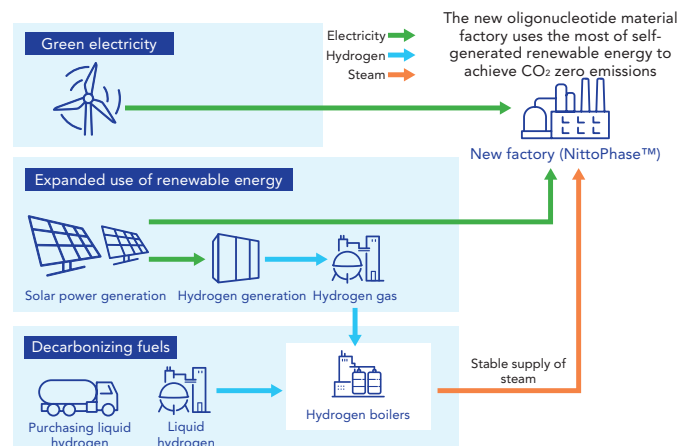 Green electricity
Electricity
Hydrogen
Steam
The new oligonucleotide material
factory uses the most of self-
generated renewable energy to
achieve CO₂ zero emissions
New factory (NittoPhase™)
Expanded use of renewable energy
Solar power generation
Hydrogen generation
Hydrogen gas
Decarbonizing fuels
Purchasing liquid
hydrogen
Liquid
hydrogen
Hydrogen boilers
Stable supply of
steam